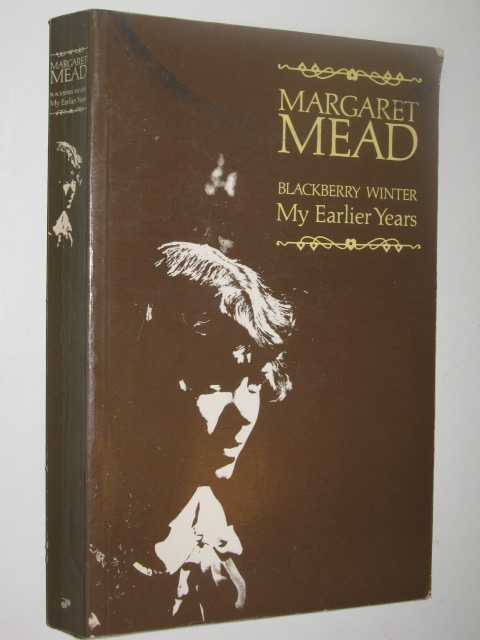 MARGARET
MEAD
BLACKBERRY WINTER
My Earlier Years
MARGARET
MEAD
BLACKBERRY WINTER
My Earlier Years